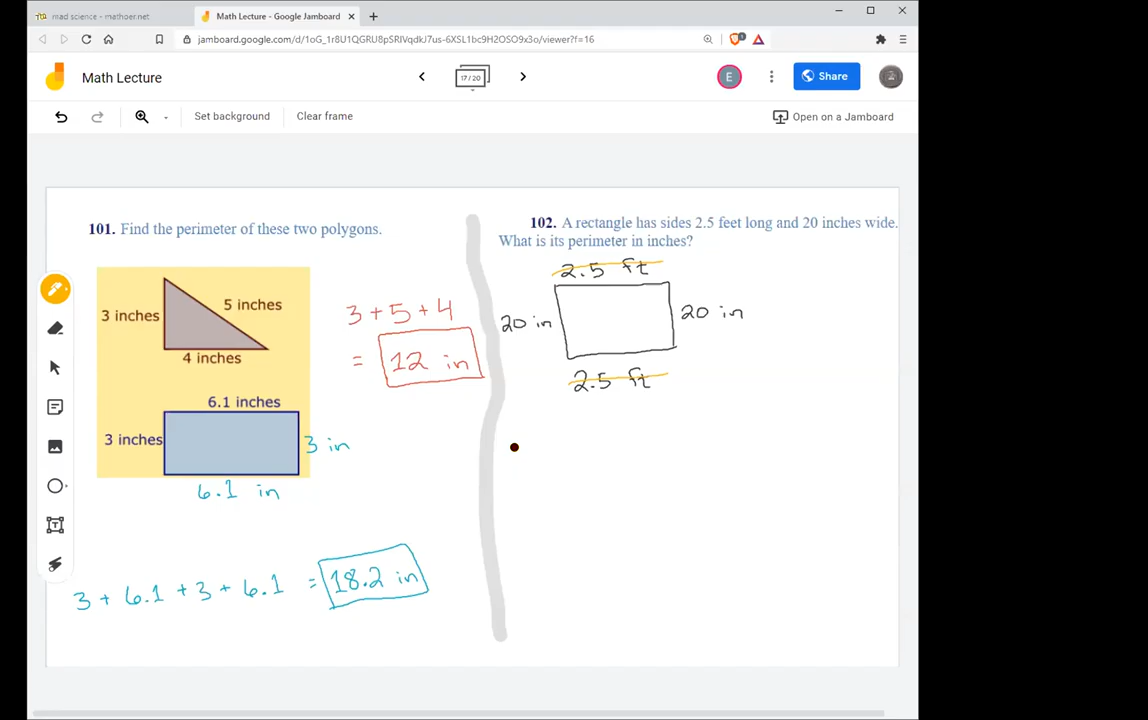 mad science - mathoer.net
Math Lecture - Google Jamboard
jamboard.google.com/d/1oG_1r8U1QGRU8pSRIVqdkJ7us-6XSL1bc9H2OSO9x3o/viewer?f=16
Math Lecture
17/20
E
Share
Set background
Clear frame
Open on a Jamboard
101. Find the perimeter of these two polygons.
3 inches
5 inches
4 inches
3 + 5 + 4
= 12 in
6.1 inches
3 inches
3 in
6.1 in
3 + 6.1 + 3 + 6.1 = 18.2 in
102. A rectangle has sides 2.5 feet long and 20 inches wide.
What is its perimeter in inches?
2.5 ft
20 in
20 in
2.5 ft